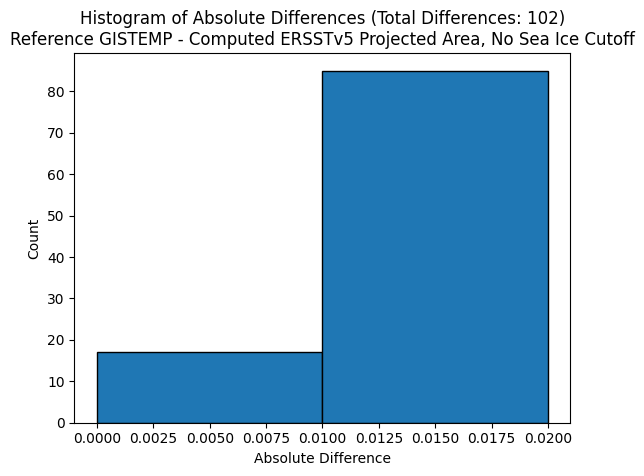 Histogram of Absolute Differences (Total Differences: 102)
Reference GISTEMP - Computed ERSSTv5 Projected Area, No Sea Ice Cutoff
80
70
60
50
40
30
20
10
0
Count
0.0000 0.0025 0.0050 0.0075 0.0100 0.0125 0.0150 0.0175 0.0200
Absolute Difference